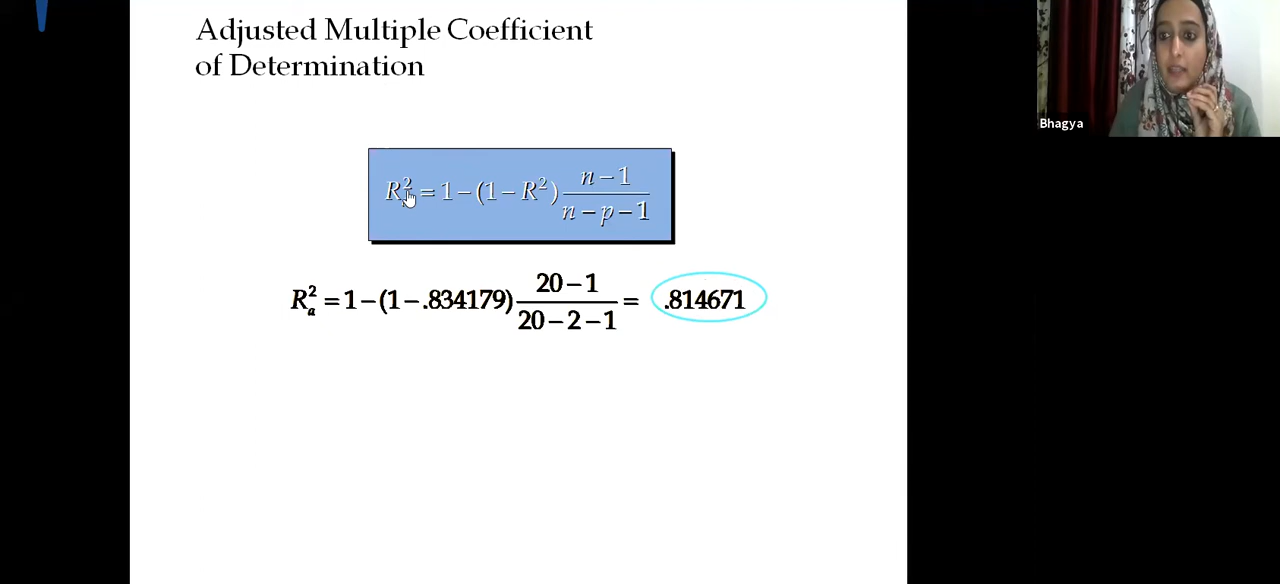 Adjusted Multiple Coefficient
of Determination
Bhagya
R²ₐ = 1 − (1 − R²) (n − 1)/(n − p − 1)
R²ₐ = 1 − (1 − .834179) (20 − 1)/(20 − 2 − 1) = .814671